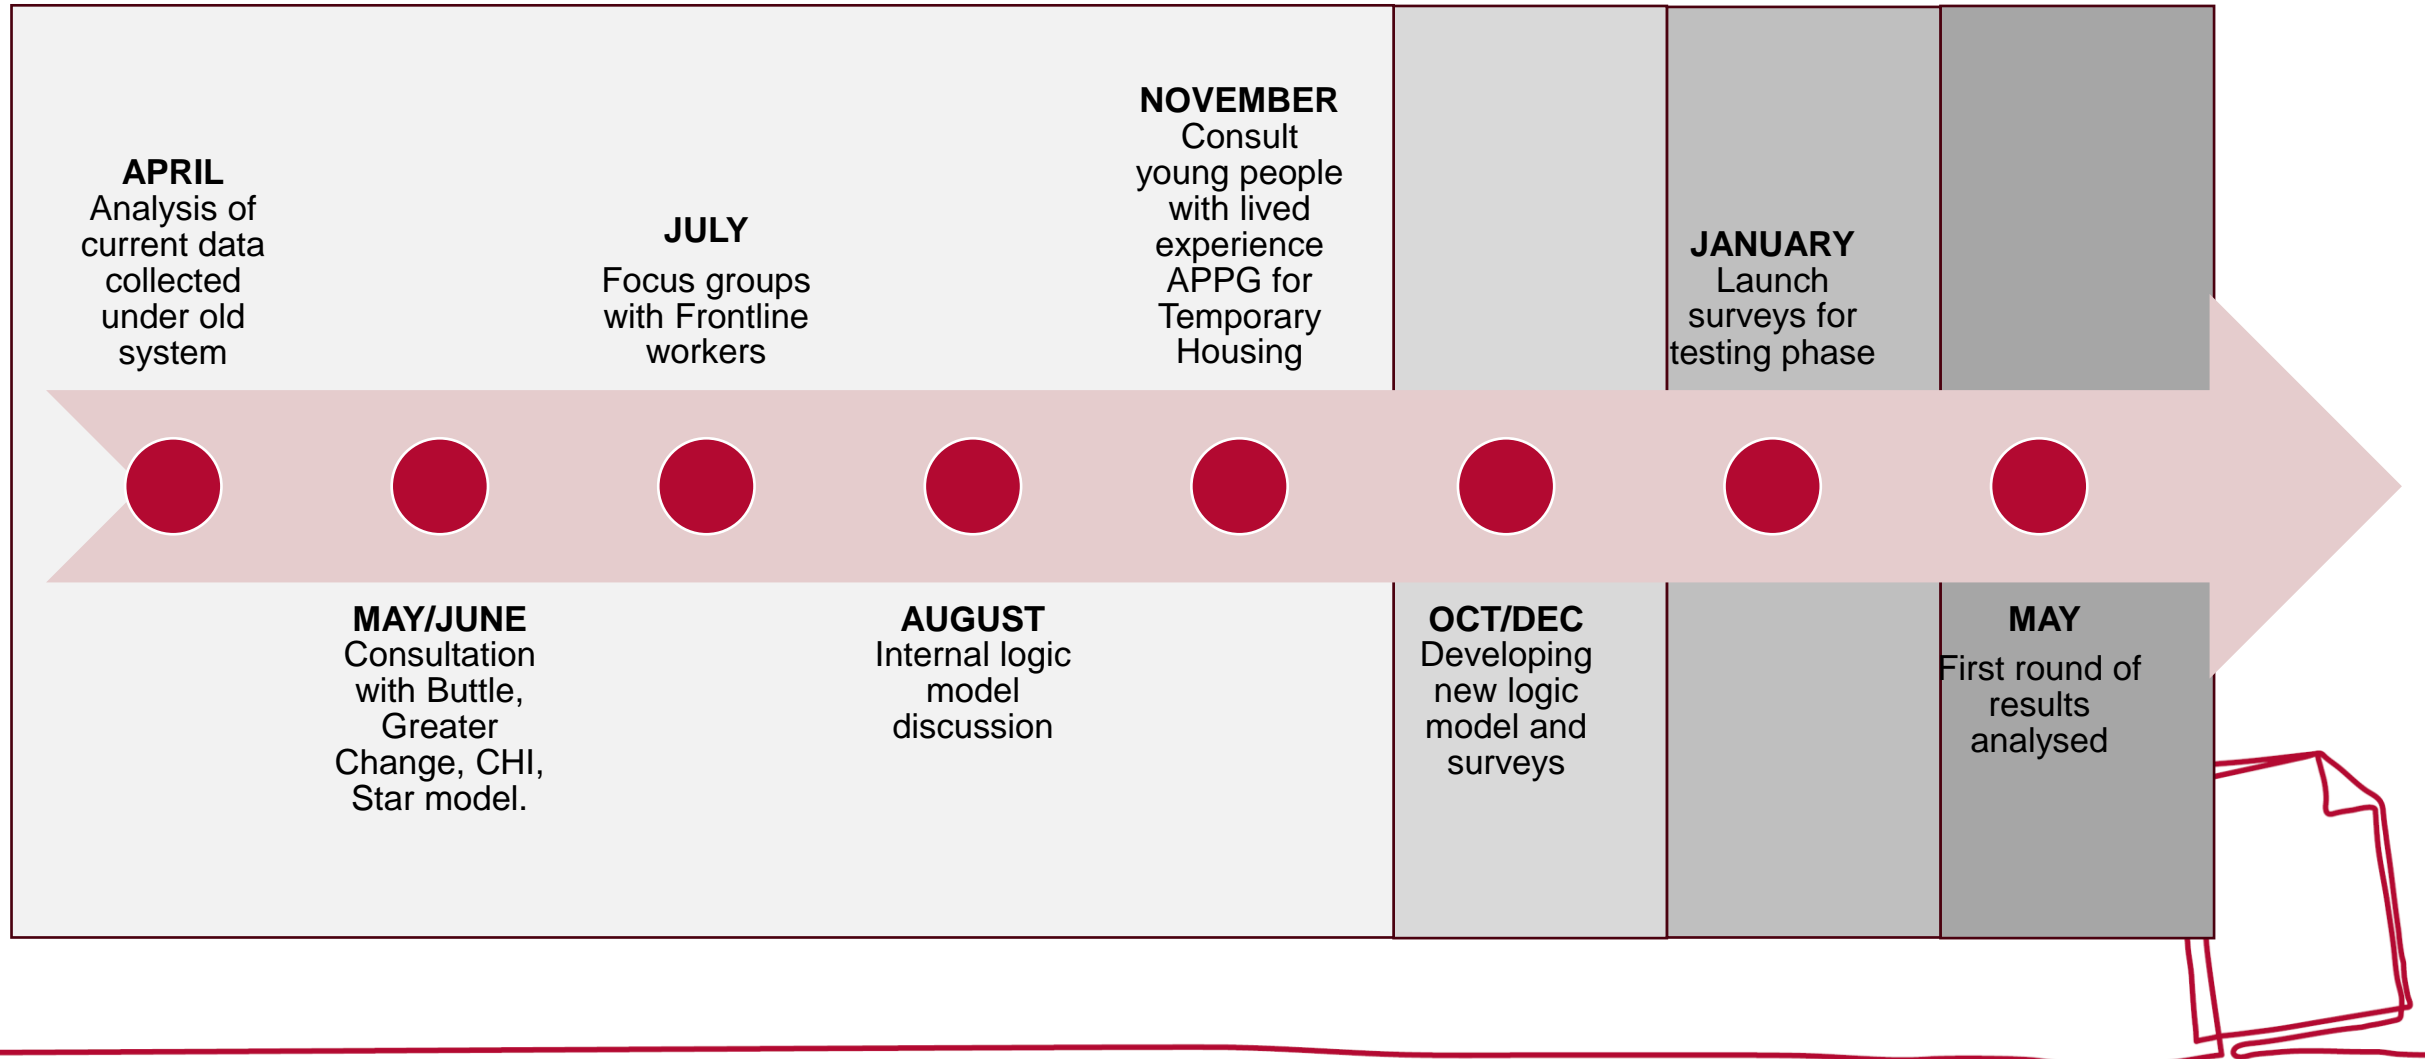 APRIL
Analysis of
current data
collected
under old
system
MAY/JUNE
Consultation
with Buttle,
Greater
Change, CHI,
Star model.
JULY
Focus groups
with Frontline
workers
AUGUST
Internal logic
model
discussion
NOVEMBER
Consult
young people
with lived
experience
APPG for
Temporary
Housing
OCT/DEC
Developing
new logic
model and
surveys
JANUARY
Launch
surveys for
testing phase
MAY
First round of
results
analysed